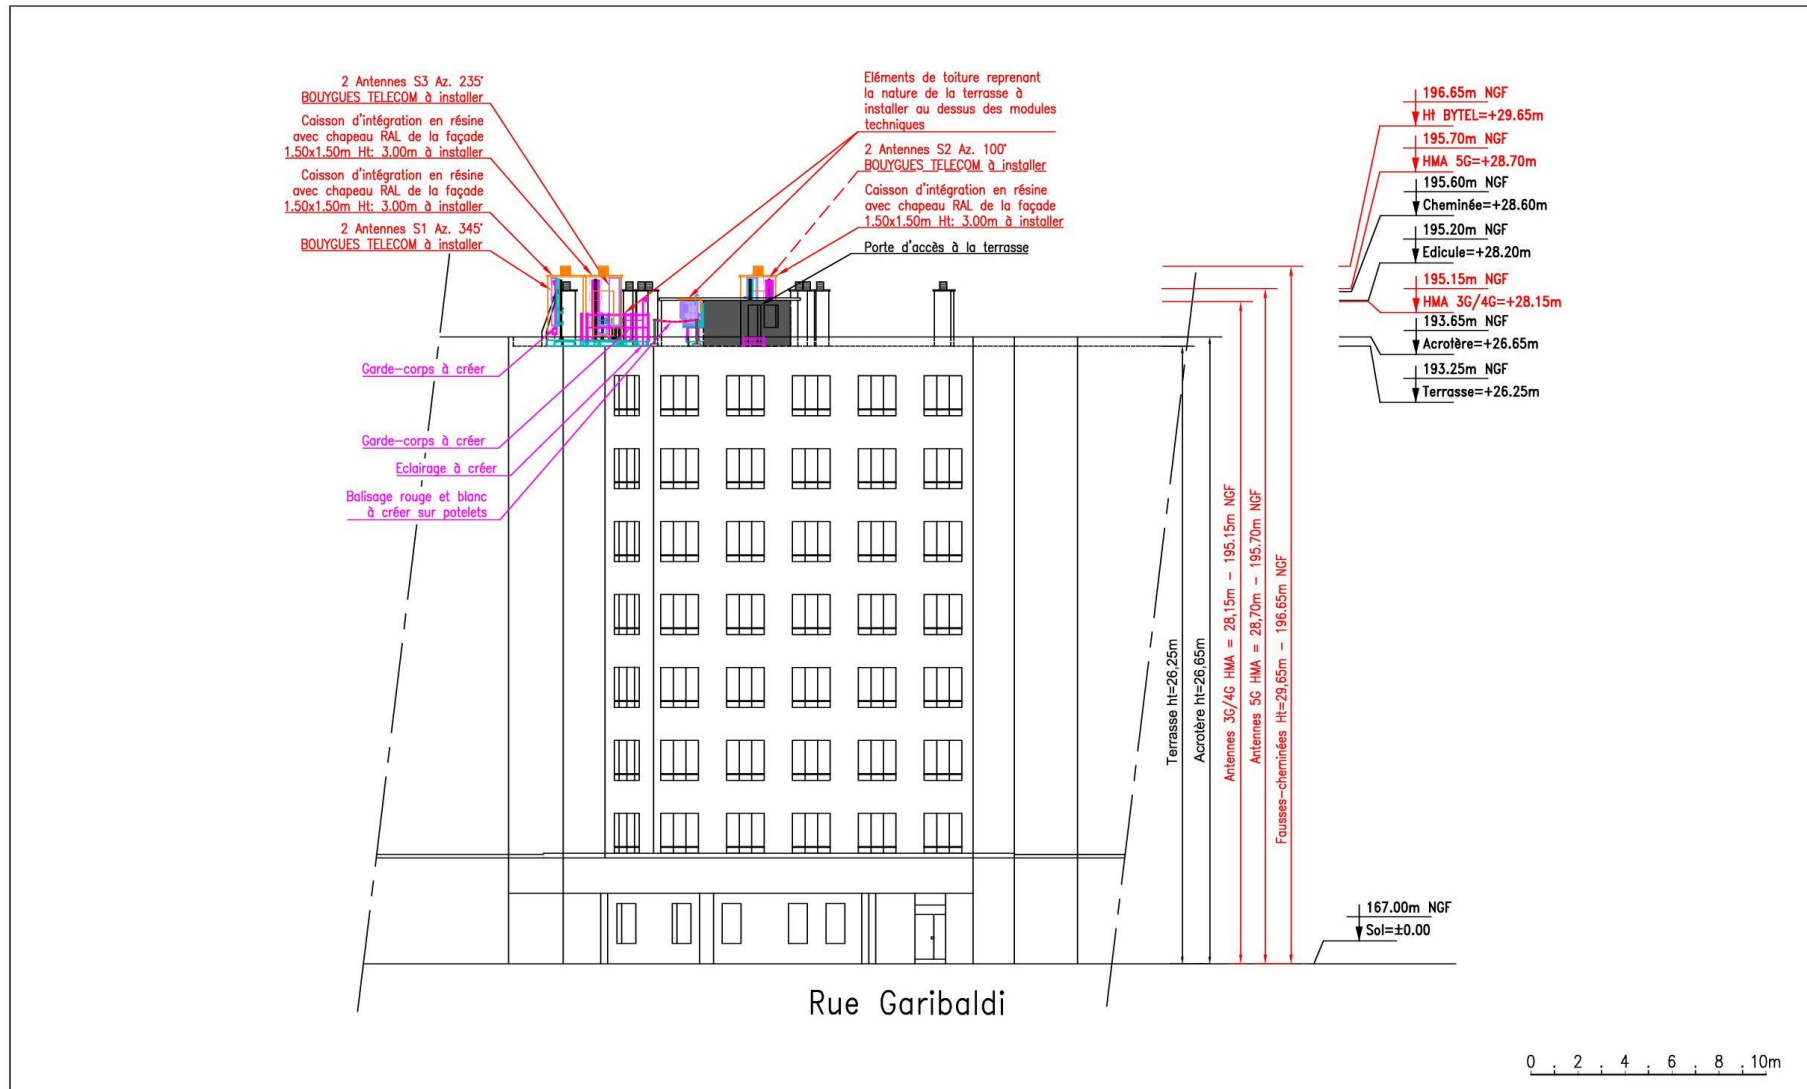 2 Antennes S3 Az. 235°
BOUYGUES TELECOM à installer
Caisson d'intégration en résine
avec chapeau RAL de la façade
1.50x1.50m Ht: 3.00m à installer
Caisson d'intégration en résine
avec chapeau RAL de la façade
1.50x1.50m Ht: 3.00m à installer
2 Antennes S1 Az. 345°
BOUYGUES TELECOM à installer
Eléments de toiture reprenant
la nature de la terrasse à
installer au dessus des modules
techniques
2 Antennes S2 Az. 100°
BOUYGUES TELECOM à installer
Caisson d'intégration en résine
avec chapeau RAL de la façade
1.50x1.50m Ht: 3.00m à installer
Porte d'accès à la terrasse
196.65m NGF
Ht BYTEL=+29.65m
195.70m NGF
HMA 5G=+28.70m
195.60m NGF
Cheminée=+28.60m
195.20m NGF
Edicule=+28.20m
195.15m NGF
HMA 3G/4G=+28.15m
193.65m NGF
Acrotère=+26.65m
193.25m NGF
Terrasse=+26.25m
Garde-corps à créer
Garde-corps à créer
Eclairage à créer
Balisage rouge et blanc
à créer sur potelets
Terrasse ht=26,25m
Acrotère ht=26,65m
Antennes 3G/4G HMA = 28,15m - 195.15m NGF
Antennes 5G HMA = 28,70m - 195.70m NGF
Fausses-cheminées Ht=29,65m - 196.65m NGF
167.00m NGF
Sol=±0.00
Rue Garibaldi
0 . 2 . 4 . 6 . 8 . 10m